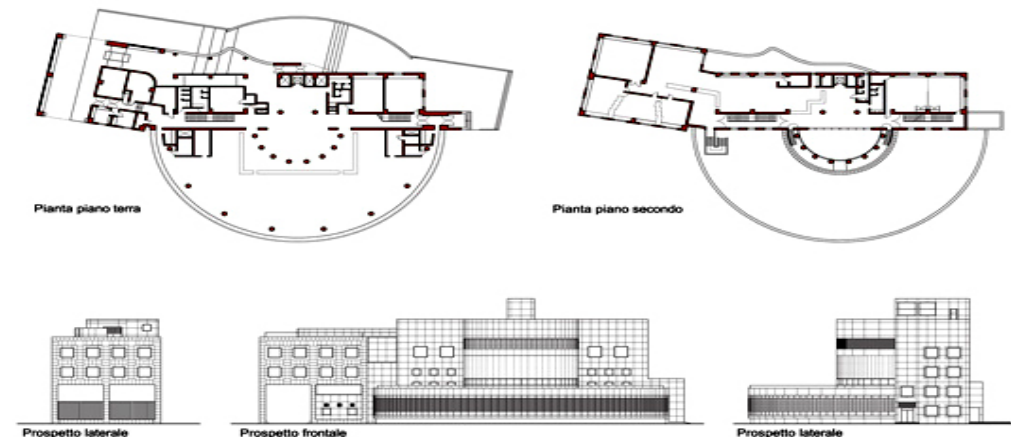 Pianta piano terra
Pianta piano secondo
Prospetto laterale
Prospetto frontale
Prospetto laterale